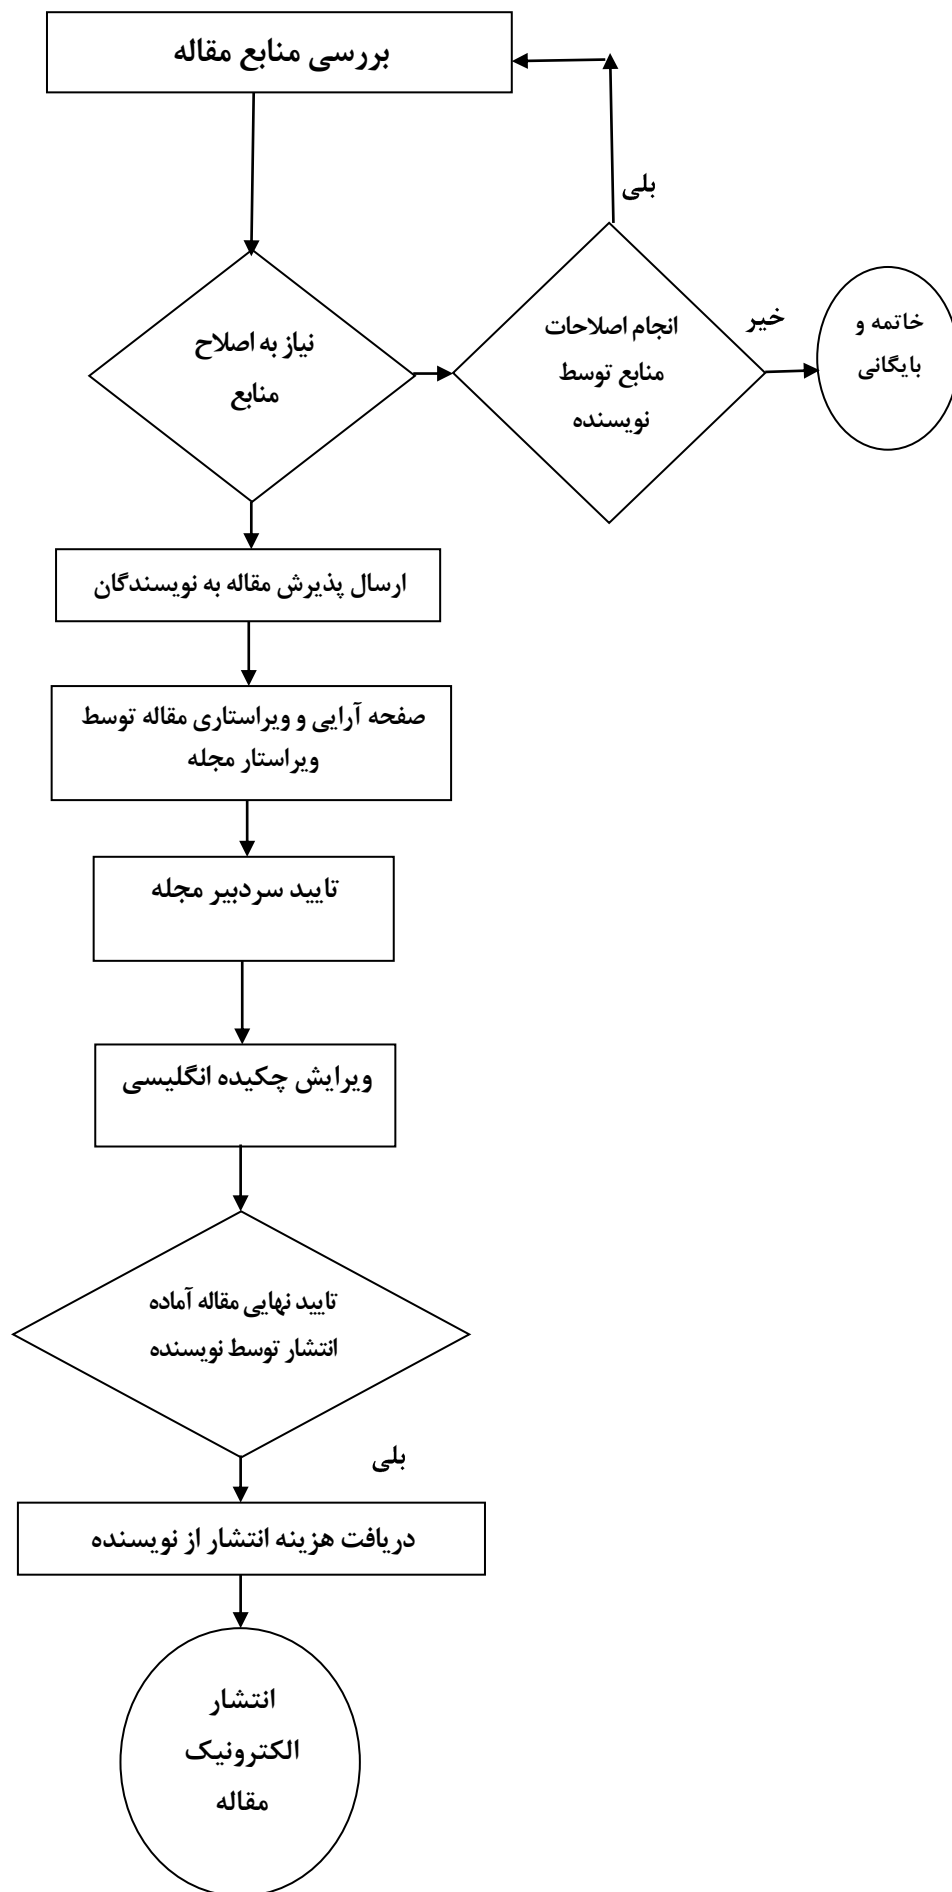 بررسی منابع مقاله
بلی
نیاز به اصلاح
منابع
انجام اصلاحات
منابع توسط
نویسنده
خیر
خاتمه و
بایگانی
ارسال پذیرش مقاله به نویسندگان
صفحه آرایی و ویراستاری مقاله توسط
ویراستار مجله
تایید سردبیر مجله
ویرایش چکیده انگلیسی
تایید نهایی مقاله آماده
انتشار توسط نویسنده
بلی
دریافت هزینه انتشار از نویسنده
انتشار
الکترونیک
مقاله